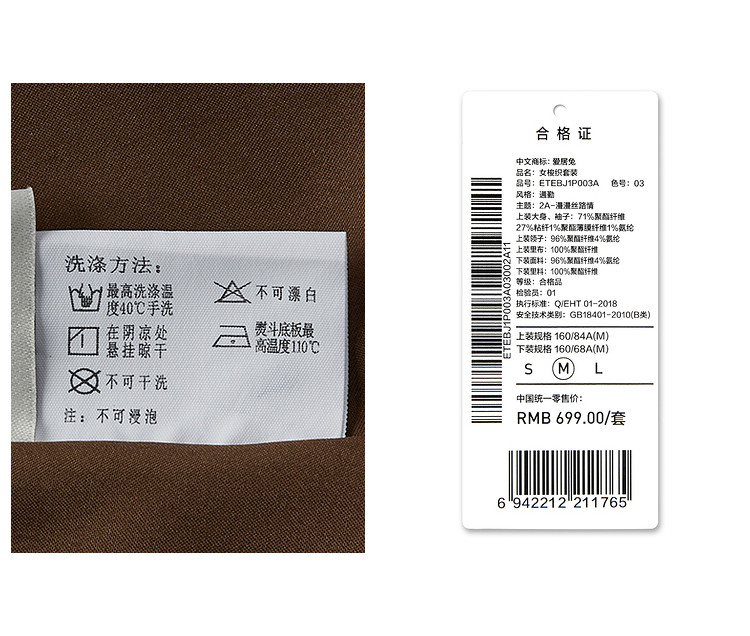 洗涤方法：
最高洗涤温
度40℃手洗
不可漂白
在阴凉处
悬挂晾干
熨斗底板最
高温度110℃
不可干洗
注：不可浸泡
合格证
中文商标：爱居兔
品名：女梭织套装
品号：ETEBJ1P003A 色号：03
风格：通勤
主题：2A-漫漫丝路情
上装大身、袖子：71%聚酯纤维
27%粘纤1%聚酯薄膜纤维1%氨纶
上装领子：96%聚酯纤维4%氨纶
上装里布：100%聚酯纤维
下装面料：96%聚酯纤维4%氨纶
下装里料：100%聚酯纤维
等级：合格品
检验员：01
执行标准：Q/EHT 01-2018
安全技术类别：GB18401-2010(B类)
ETEBJ1P003A03002A11
上装规格 160/84A(M)
下装规格 160/68A(M)
S M L
中国统一零售价：
RMB 699.00/套
6 942212 211765